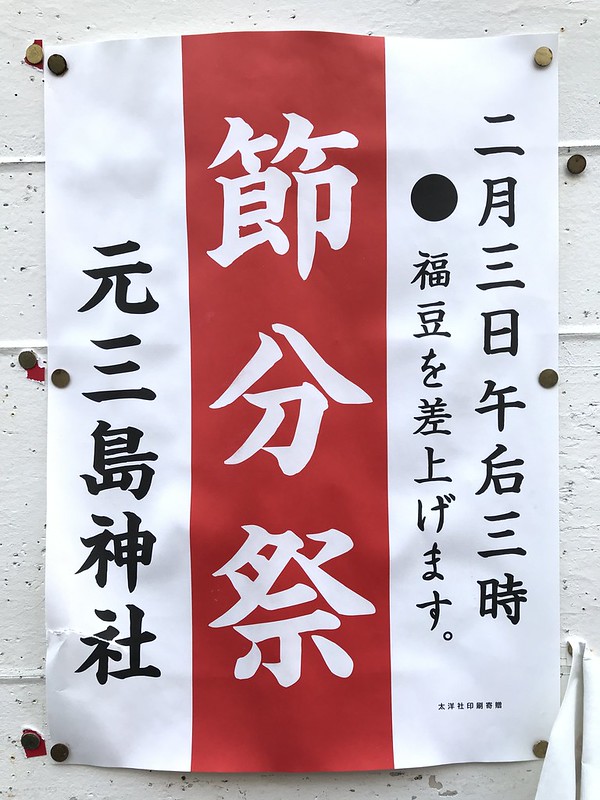 二月三日午后三時
●福豆を差上げます。
節分祭
元三島神社
太洋社印刷寄贈